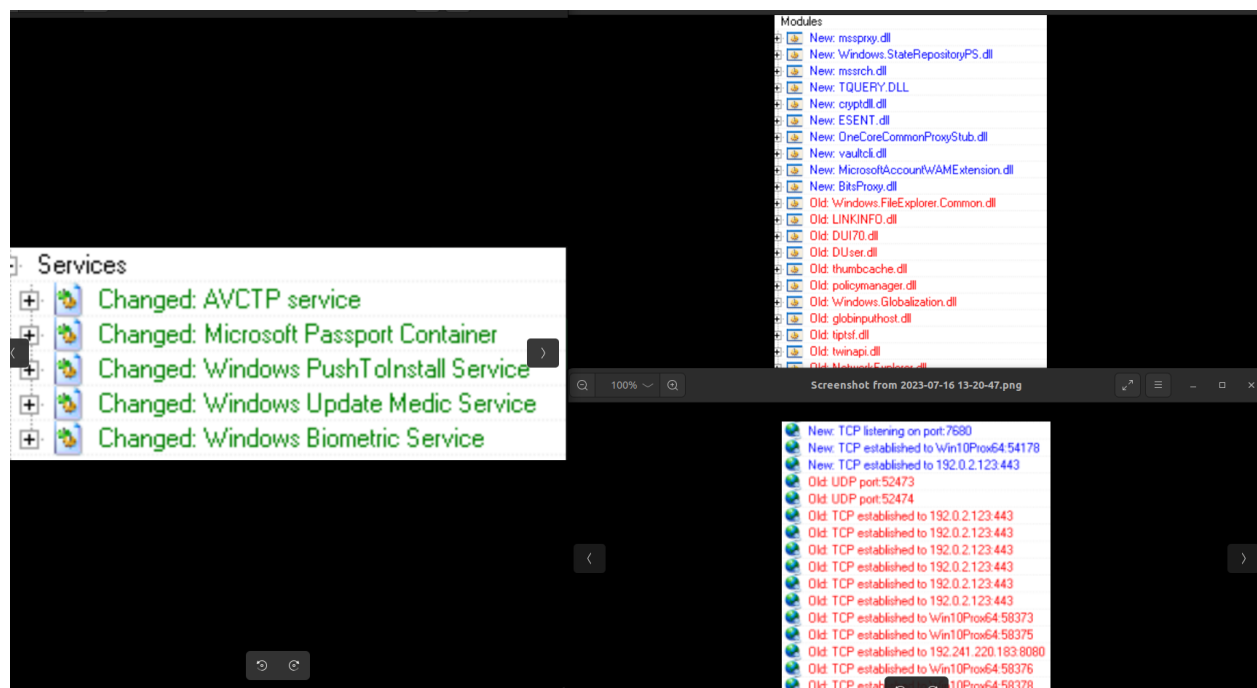 Services
Changed: AVCTP service
Changed: Microsoft Passport Container
Changed: Windows PushToInstall Service
Changed: Windows Update Medic Service
Changed: Windows Biometric Service
Modules
New: mssprxy.dll
New: Windows.StateRepositoryPS.dll
New: mssrch.dll
New: TQUERY.DLL
New: cryptdll.dll
New: ESENT.dll
New: OneCoreCommonProxyStub.dll
New: vaultcli.dll
New: MicrosoftAccountWAMExtension.dll
New: BitsProxy.dll
Old: Windows.FileExplorer.Common.dll
Old: LINKINFO.dll
Old: DUI70.dll
Old: DUser.dll
Old: thumbcache.dll
Old: policymanager.dll
Old: Windows.Globalization.dll
Old: globinputhost.dll
Old: tiptsf.dll
Old: twinapi.dll
Old: NetworkExplorer.dll
100%
Screenshot from 2023-07-16 13-20-47.png
New: TCP listening on port:7680
New: TCP established to Win10Prox64:54178
New: TCP established to 192.0.2.123:443
Old: UDP port:52473
Old: UDP port:52474
Old: TCP established to 192.0.2.123:443
Old: TCP established to 192.0.2.123:443
Old: TCP established to 192.0.2.123:443
Old: TCP established to 192.0.2.123:443
Old: TCP established to 192.0.2.123:443
Old: TCP established to 192.0.2.123:443
Old: TCP established to Win10Prox64:58373
Old: TCP established to Win10Prox64:58375
Old: TCP established to 192.241.220.183:8080
Old: TCP established to Win10Prox64:58376
Old: TCP 10Prox64:58378